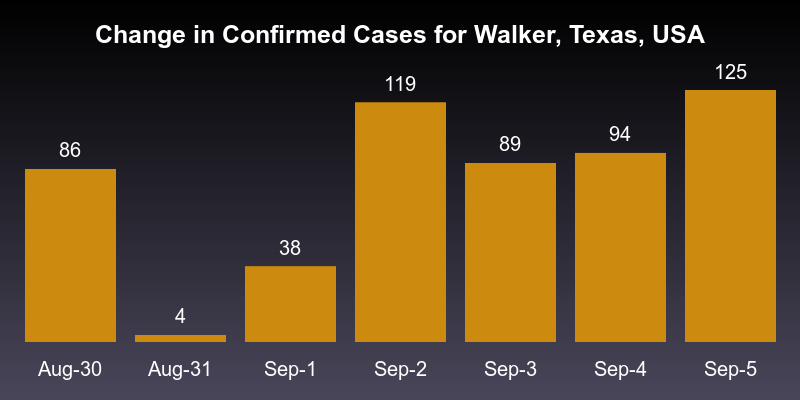 Change in Confirmed Cases for Walker, Texas, USA
86
4
38
119
89
94
125
Aug-30
Aug-31
Sep-1
Sep-2
Sep-3
Sep-4
Sep-5